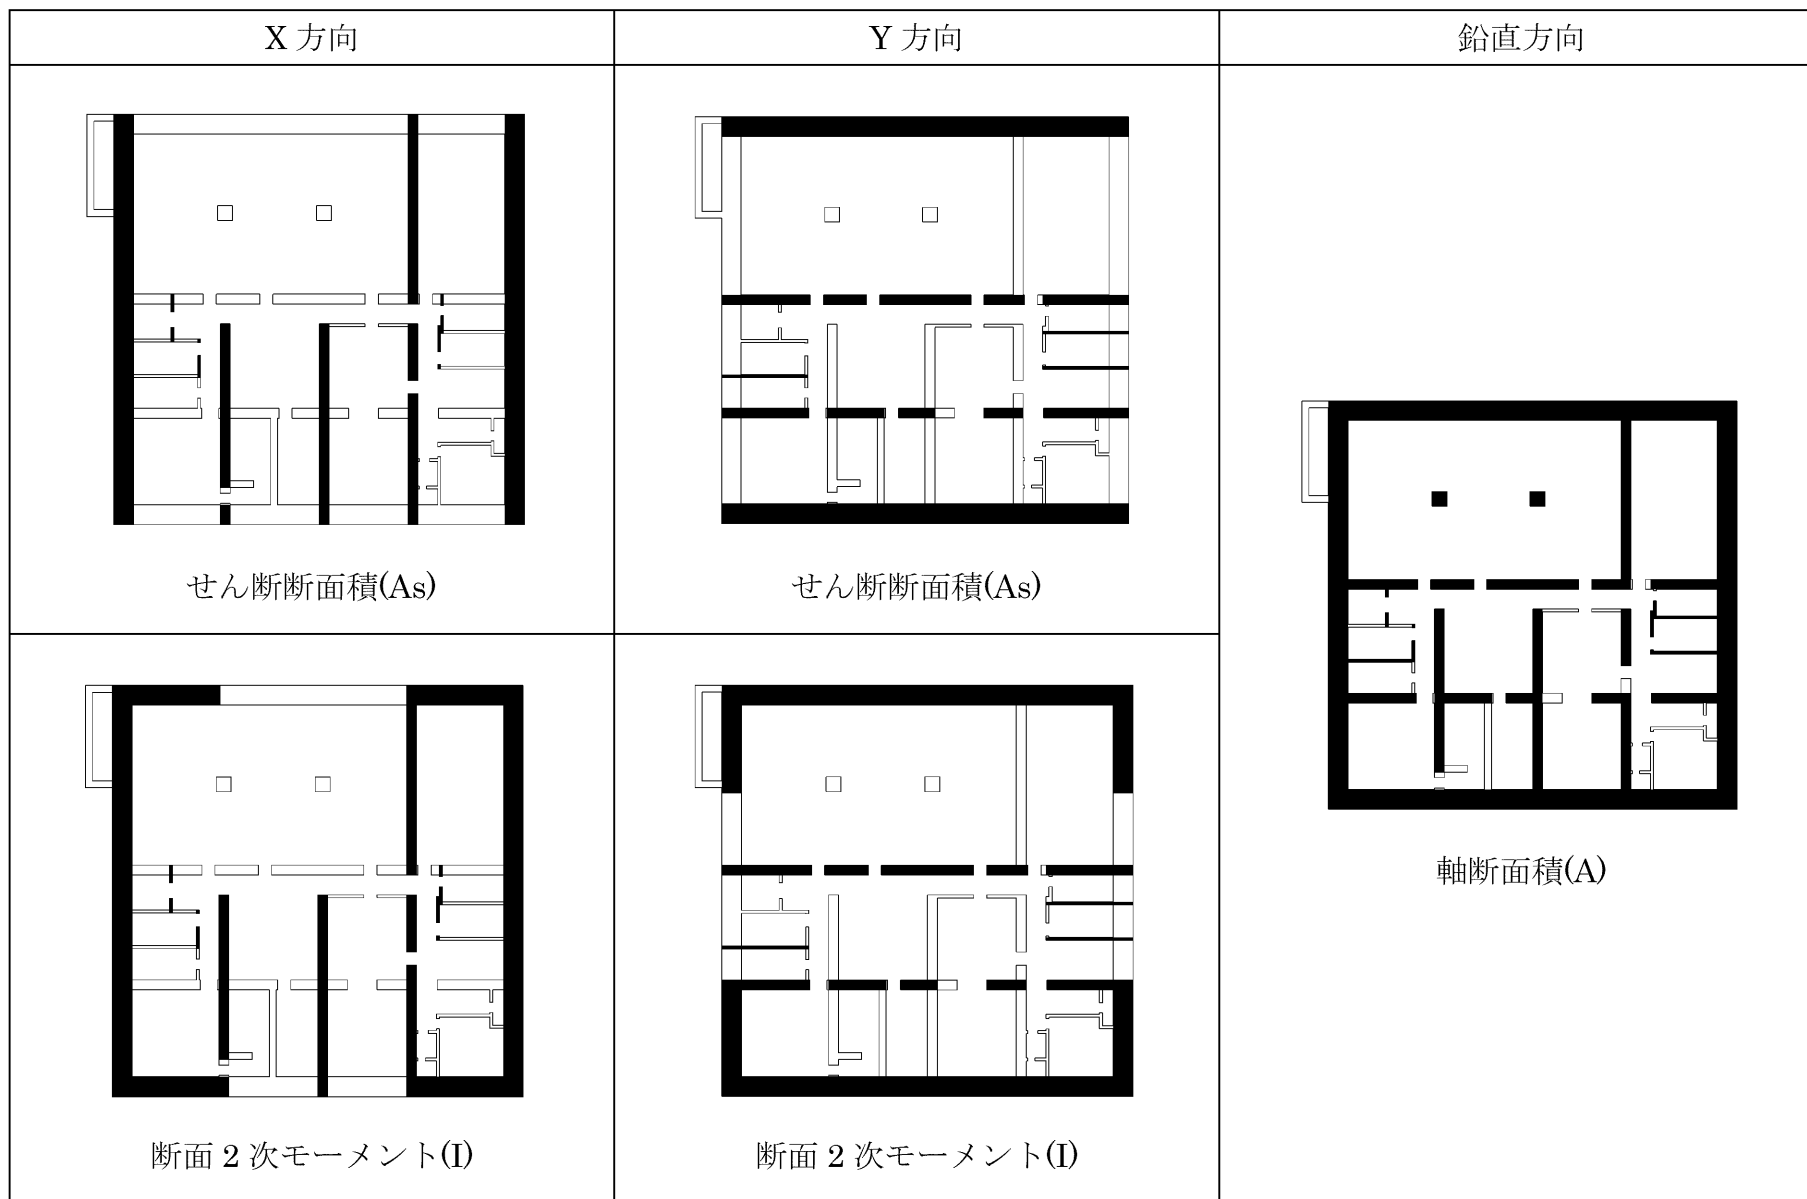 X 方向
Y 方向
鉛直方向
せん断断面積(As)
せん断断面積(As)
軸断面積(A)
断面 2 次モーメント(I)
断面 2 次モーメント(I)